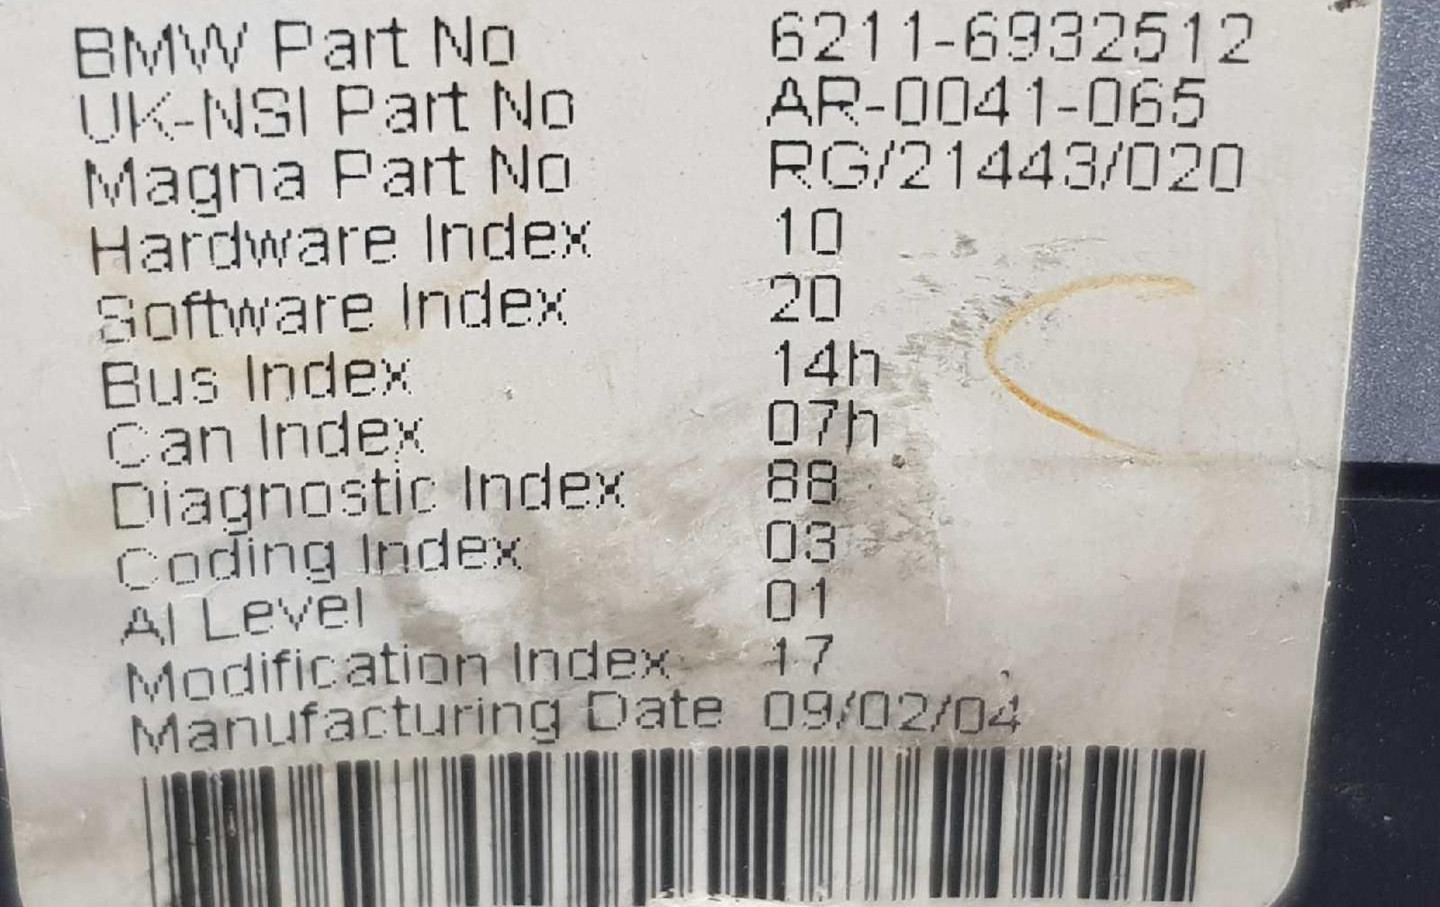 BMW Part No 6211-6932512
UK-NSI Part No AR-0041-065
Magna Part No RG/21443/020
Hardware Index 10
Software Index 20
Bus Index 14h
Can Index 07h
Diagnostic Index 88
Coding Index 03
AI Level 01
Modification Index 17
Manufacturing Date 09/02/04